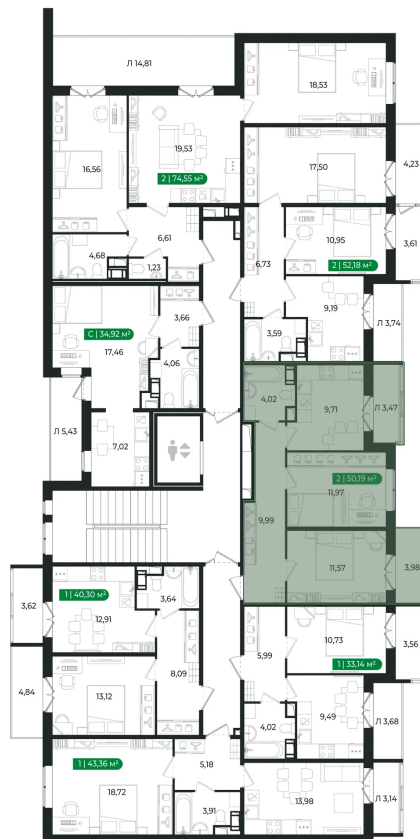 Л 14,81
18,53
16,56
19,53
2 | 74,55 м²
17,50
4,23
6,61
10,95
3,61
4,68
1,23
6,73
2 | 52,18 м²
3,66
9,19
Л 3,74
С | 34,92 м²
17,46
3,59
4,06
4,02
9,71
Л 3,47
Л 5,43
7,02
2 | 50,19 м²
11,97
9,99
11,57
3,98
1 | 40,30 м²
3,62
12,91
3,64
10,73
3,56
5,99
1 | 33,14 м²
8,09
4,84
13,12
9,49
4,02
Л 3,68
1 | 43,36 м²
5,18
18,72
3,91
13,98
Л 3,14